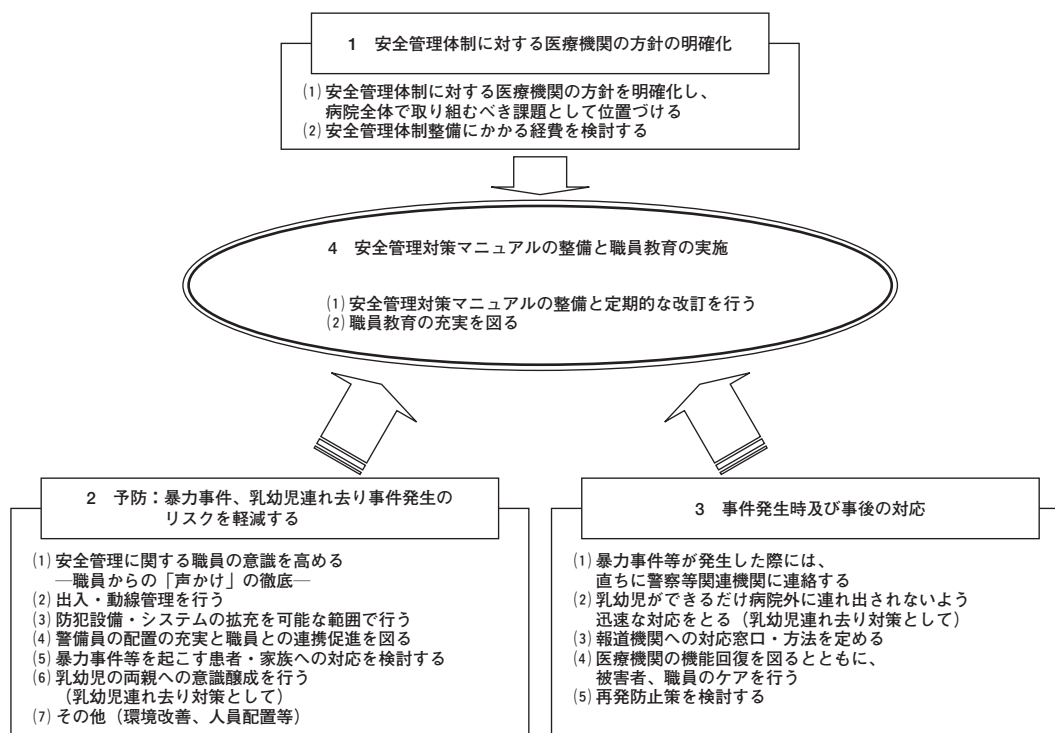 1　安全管理体制に対する医療機関の方針の明確化
⑴ 安全管理体制に対する医療機関の方針を明確化し、
病院全体で取り組むべき課題として位置づける
⑵ 安全管理体制整備にかかる経費を検討する
4　安全管理対策マニュアルの整備と職員教育の実施
⑴ 安全管理対策マニュアルの整備と定期的な改訂を行う
⑵ 職員教育の充実を図る
2　予防：暴力事件、乳幼児連れ去り事件発生の
リスクを軽減する
⑴ 安全管理に関する職員の意識を高める
―職員からの「声かけ」の徹底―
⑵ 出入・動線管理を行う
⑶ 防犯設備・システムの拡充を可能な範囲で行う
⑷ 警備員の配置の充実と職員との連携促進を図る
⑸ 暴力事件等を起こす患者・家族への対応を検討する
⑹ 乳幼児の両親への意識醸成を行う
（乳幼児連れ去り対策として）
⑺ その他（環境改善、人員配置等）
3　事件発生時及び事後の対応
⑴ 暴力事件等が発生した際には、
直ちに警察等関連機関に連絡する
⑵ 乳幼児ができるだけ病院外に連れ出されないよう
迅速な対応をとる（乳幼児連れ去り対策として）
⑶ 報道機関への対応窓口・方法を定める
⑷ 医療機関の機能回復を図るとともに、
被害者、職員のケアを行う
⑸ 再発防止策を検討する